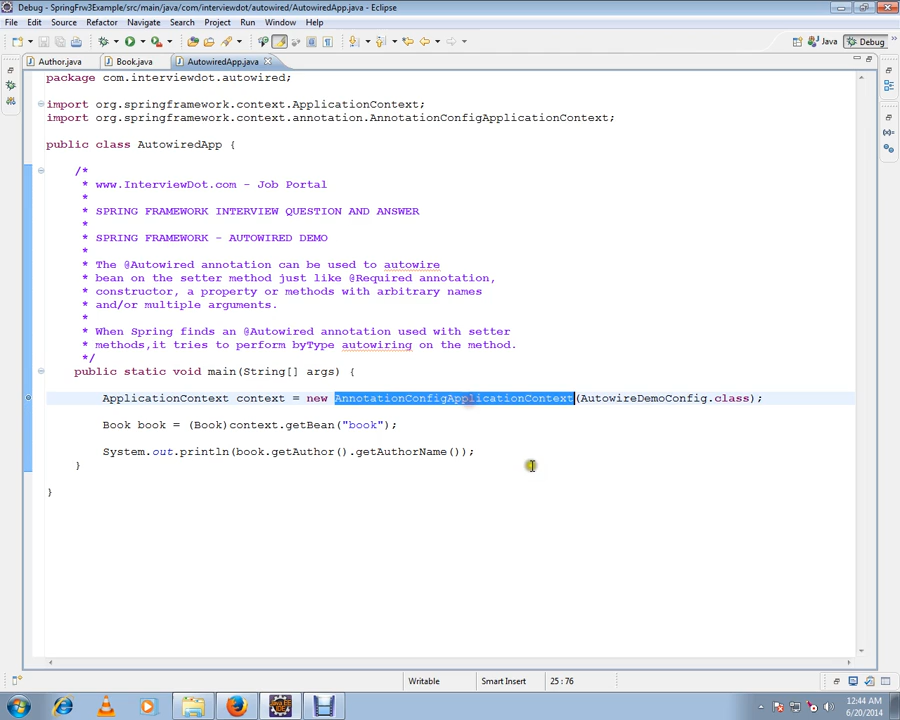 Debug - SpringFrw3Example/src/main/java/com/interviewdot/autowired/AutowiredApp.java - Eclipse
File Edit Source Refactor Navigate Search Project Run Window Help
Java Debug
Author.java Book.java AutowiredApp.java
package com.interviewdot.autowired;
import org.springframework.context.ApplicationContext;
import org.springframework.context.annotation.AnnotationConfigApplicationContext;
public class AutowiredApp {
/*
* www.InterviewDot.com - Job Portal
*
* SPRING FRAMEWORK INTERVIEW QUESTION AND ANSWER
*
* SPRING FRAMEWORK - AUTOWIRED DEMO
*
* The @Autowired annotation can be used to autowire
* bean on the setter method just like @Required annotation,
* constructor, a property or methods with arbitrary names
* and/or multiple arguments.
*
* When Spring finds an @Autowired annotation used with setter
* methods,it tries to perform byType autowiring on the method.
*/
public static void main(String[] args) {
ApplicationContext context = new AnnotationConfigApplicationContext(AutowireDemoConfig.class);
Book book = (Book)context.getBean("book");
System.out.println(book.getAuthor().getAuthorName());
}
}
Writable Smart Insert 25 : 76
12:44 AM
6/20/2014